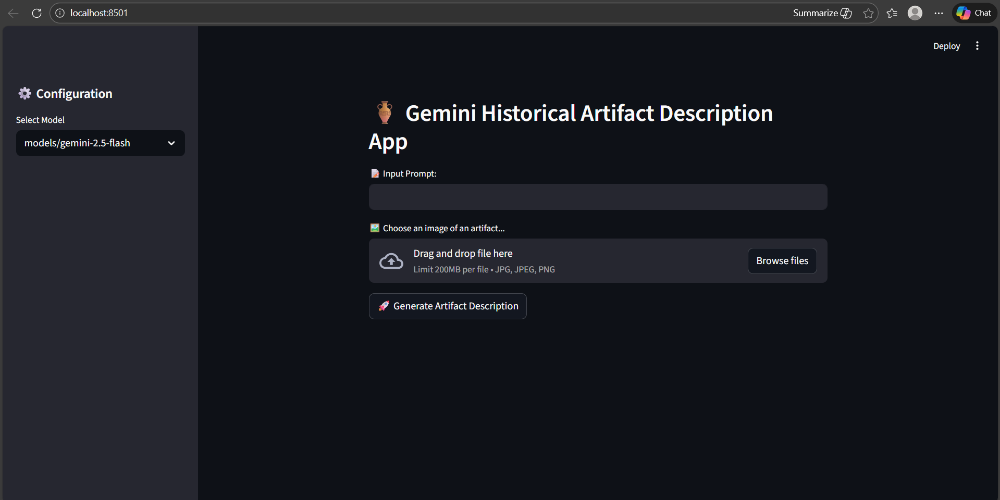 localhost:8501
Summarize
Chat
Deploy
Configuration
Select Model
models/gemini-2.5-flash
Gemini Historical Artifact Description
App
Input Prompt:
Choose an image of an artifact...
Drag and drop file here
Limit 200MB per file • JPG, JPEG, PNG
Browse files
Generate Artifact Description